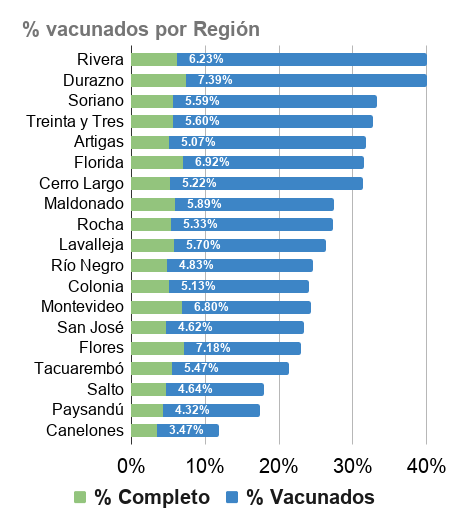 % vacunados por Región
Rivera 6.23%
Durazno 7.39%
Soriano 5.59%
Treinta y Tres 5.60%
Artigas 5.07%
Florida 6.92%
Cerro Largo 5.22%
Maldonado 5.89%
Rocha 5.33%
Lavalleja 5.70%
Río Negro 4.83%
Colonia 5.13%
Montevideo 6.80%
San José 4.62%
Flores 7.18%
Tacuarembó 5.47%
Salto 4.64%
Paysandú 4.32%
Canelones 3.47%
0% 10% 20% 30% 40%
% Completo % Vacunados